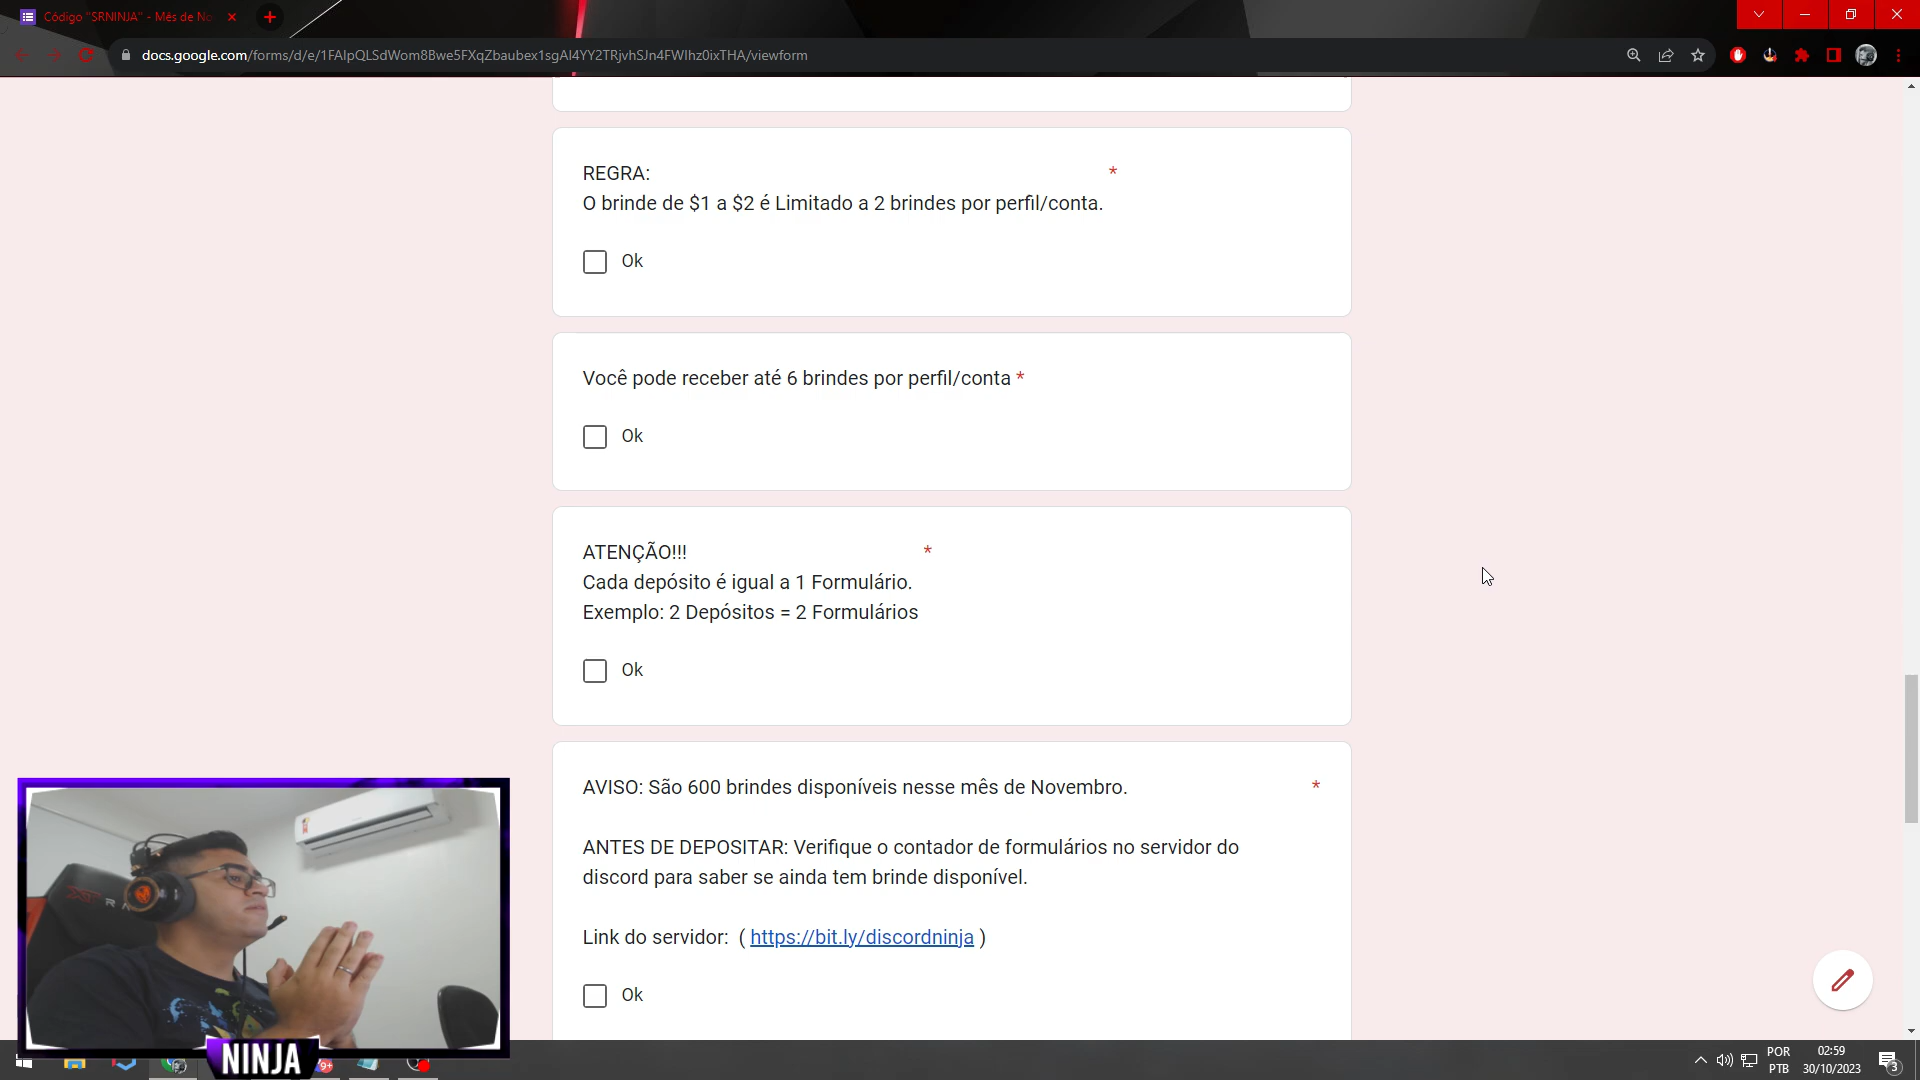 Código "SRNINJA" - Mês de No
docs.google.com/forms/d/e/1FAIpQLSdWom8Bwe5FXqZbaubex1sgAI4YY2TRjvhSJn4FWIhz0ixTHA/viewform
REGRA: *
O brinde de $1 a $2 é Limitado a 2 brindes por perfil/conta.
Ok
Você pode receber até 6 brindes por perfil/conta *
Ok
ATENÇÃO!!! *
Cada depósito é igual a 1 Formulário.
Exemplo: 2 Depósitos = 2 Formulários
Ok
AVISO: São 600 brindes disponíveis nesse mês de Novembro. *
ANTES DE DEPOSITAR: Verifique o contador de formulários no servidor do
discord para saber se ainda tem brinde disponível.
Link do servidor: ( https://bit.ly/discordninja )
Ok
NINJA
9+
POR
PTB
02:59
30/10/2023
3